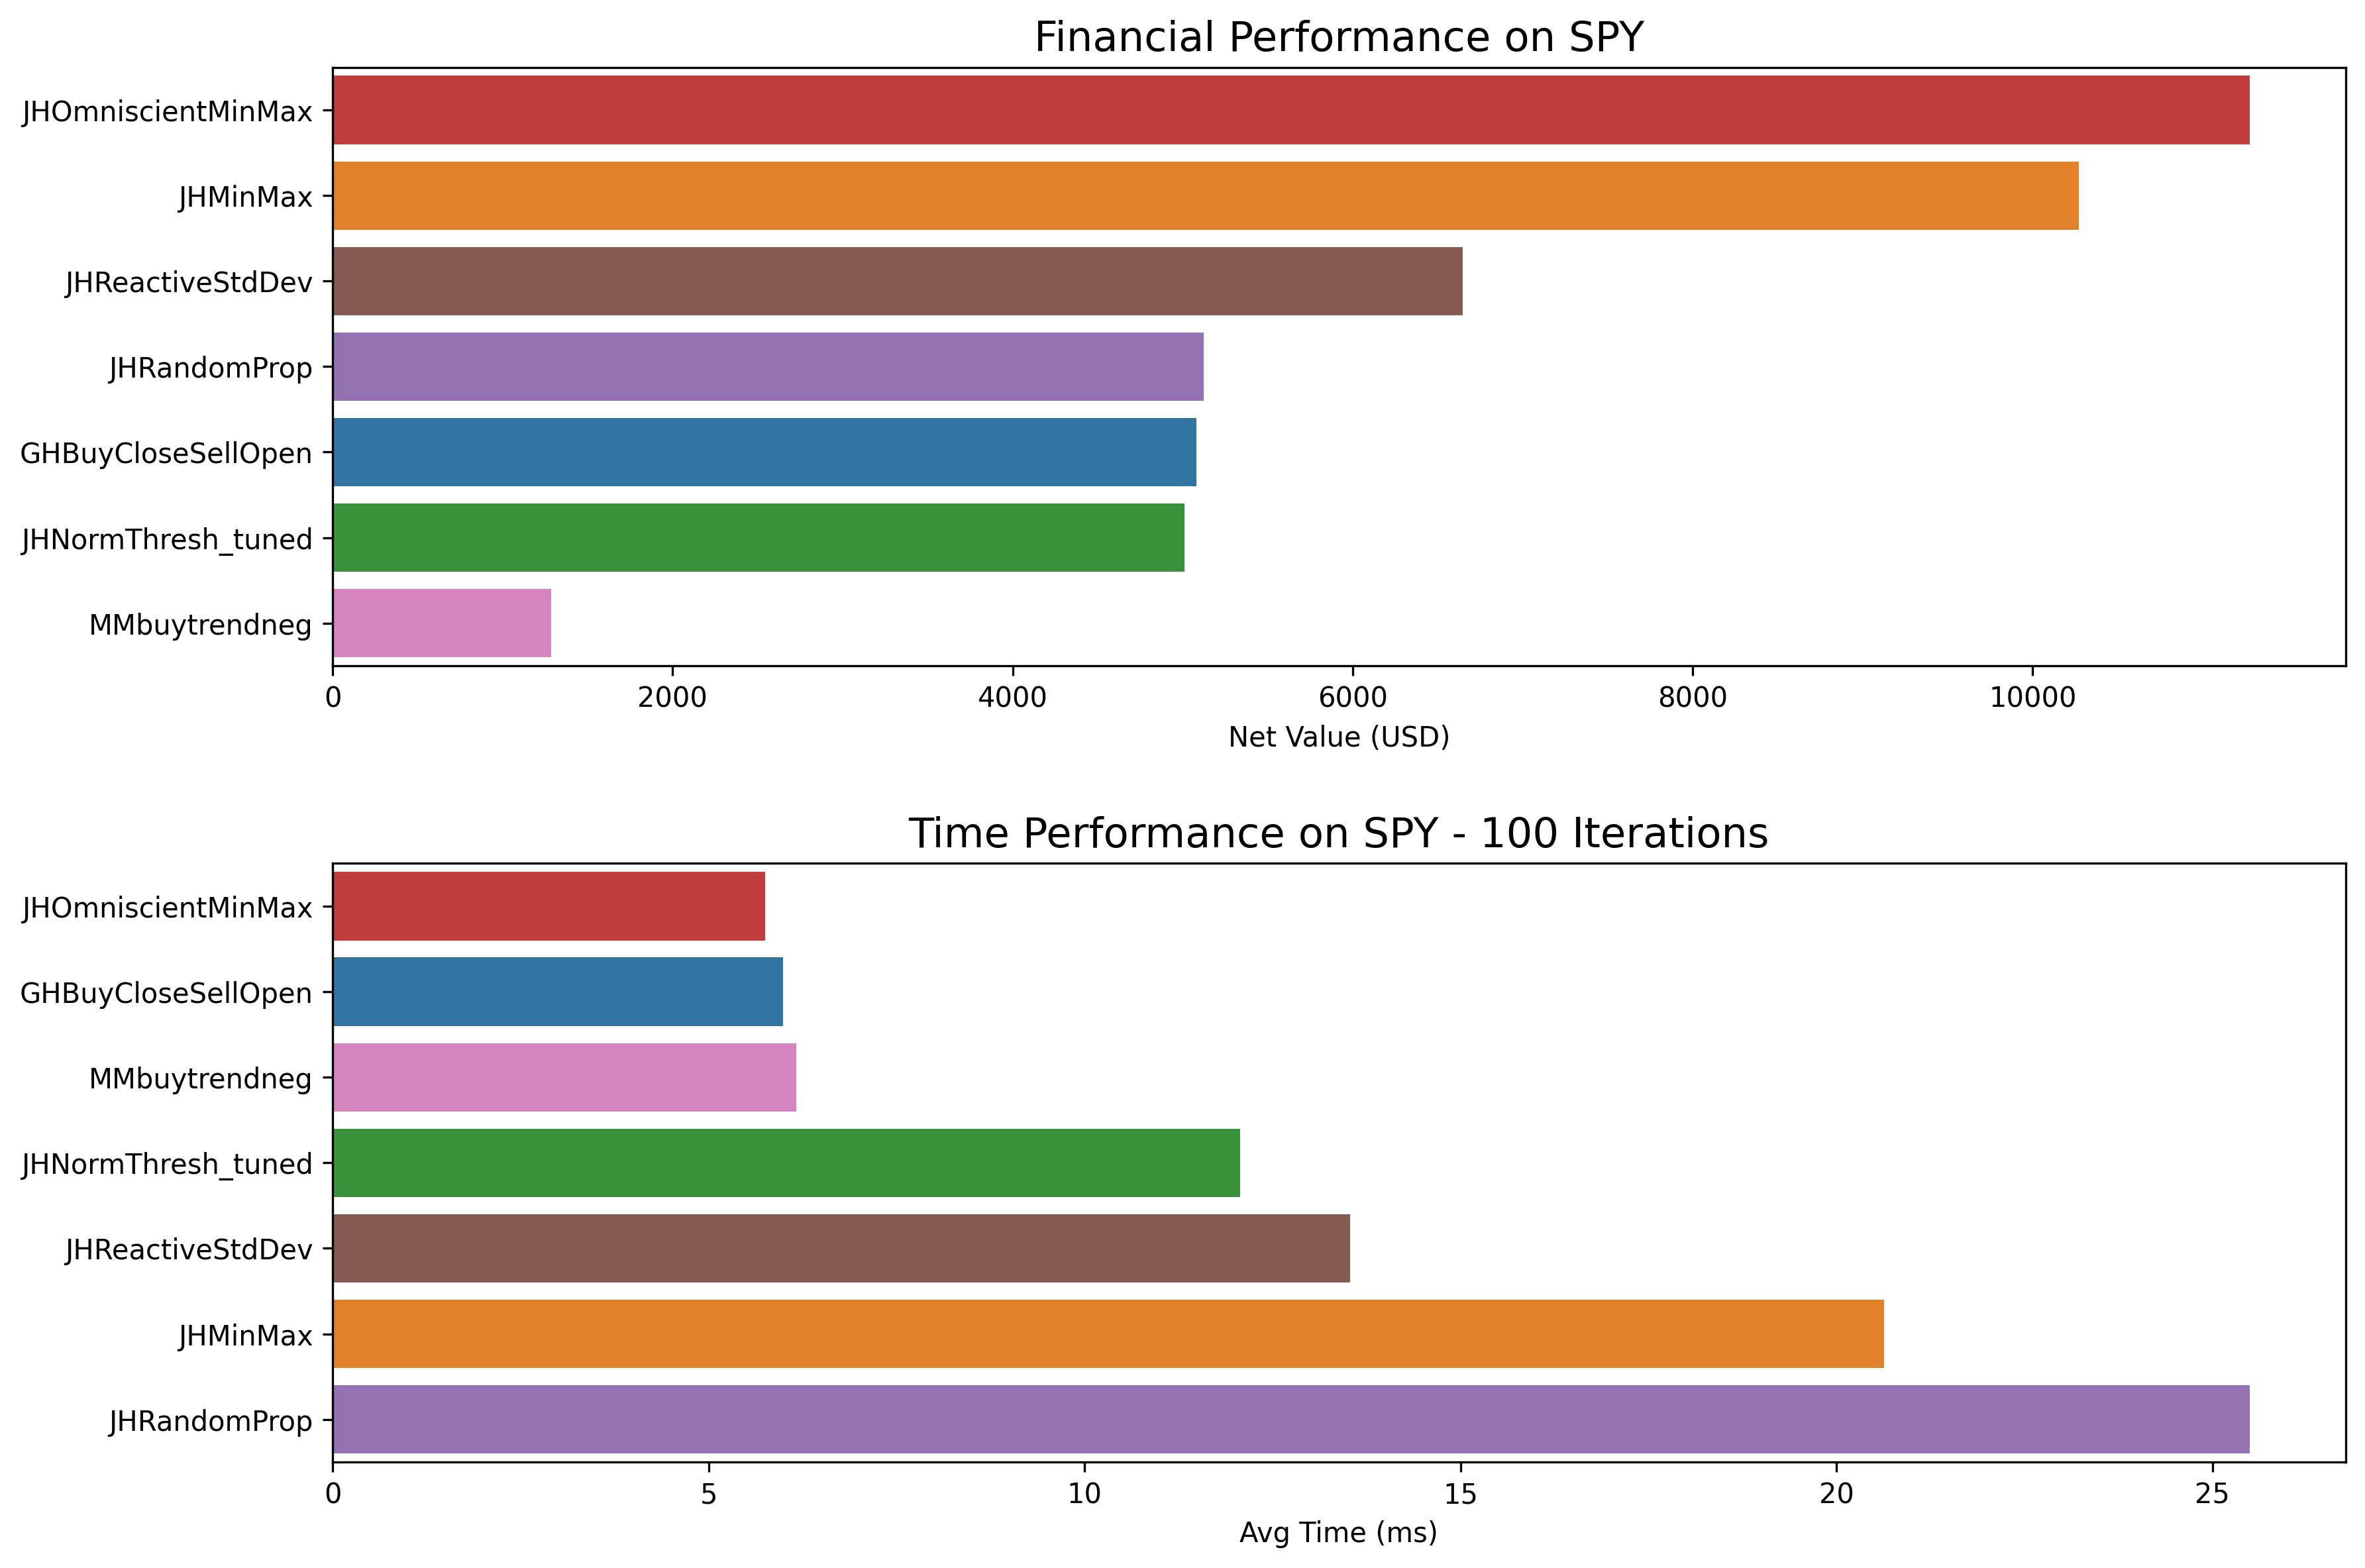 Financial Performance on SPY
JHOmniscientMinMax
JHMinMax
JHReactiveStdDev
JHRandomProp
GHBuyCloseSellOpen
JHNormThresh_tuned
MMbuytrendneg
0 2000 4000 6000 8000 10000
Net Value (USD)
Time Performance on SPY - 100 Iterations
JHOmniscientMinMax
GHBuyCloseSellOpen
MMbuytrendneg
JHNormThresh_tuned
JHReactiveStdDev
JHMinMax
JHRandomProp
0 5 10 15 20 25
Avg Time (ms)